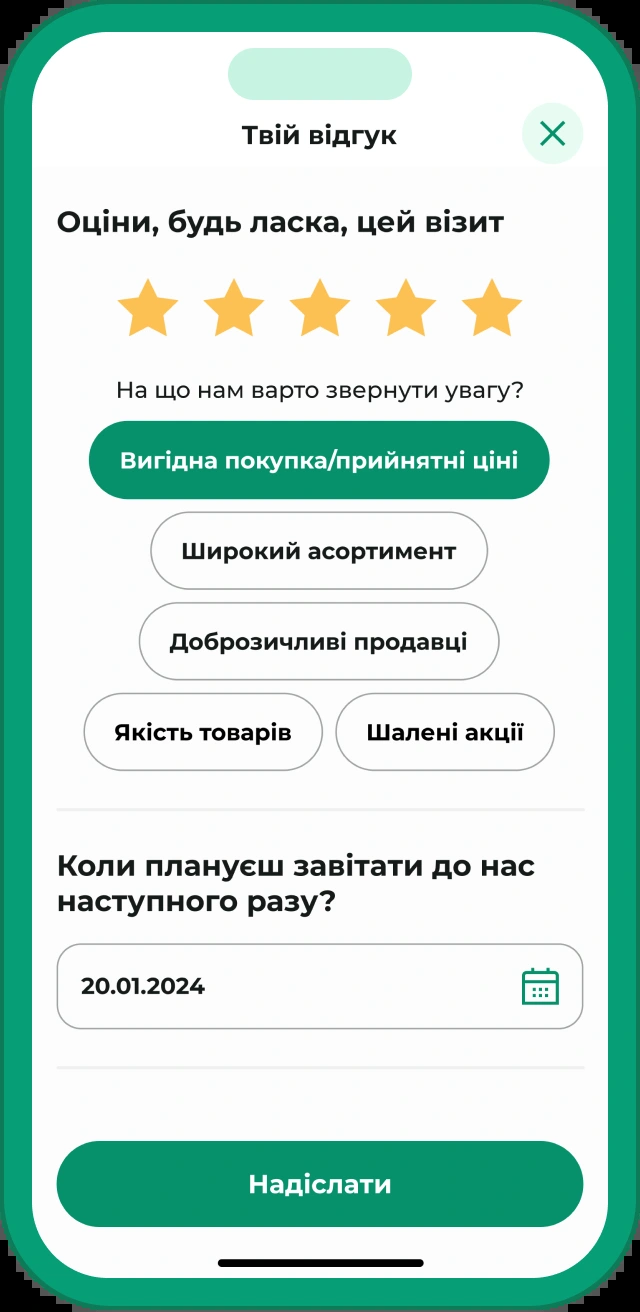 Твій відгук
Оціни, будь ласка, цей візит
На що нам варто звернути увагу?
Вигідна покупка/прийнятні ціні
Широкий асортимент
Доброзичливі продавці
Якість товарів
Шалені акції
Коли плануєш завітати до нас
наступного разу?
20.01.2024
Надіслати